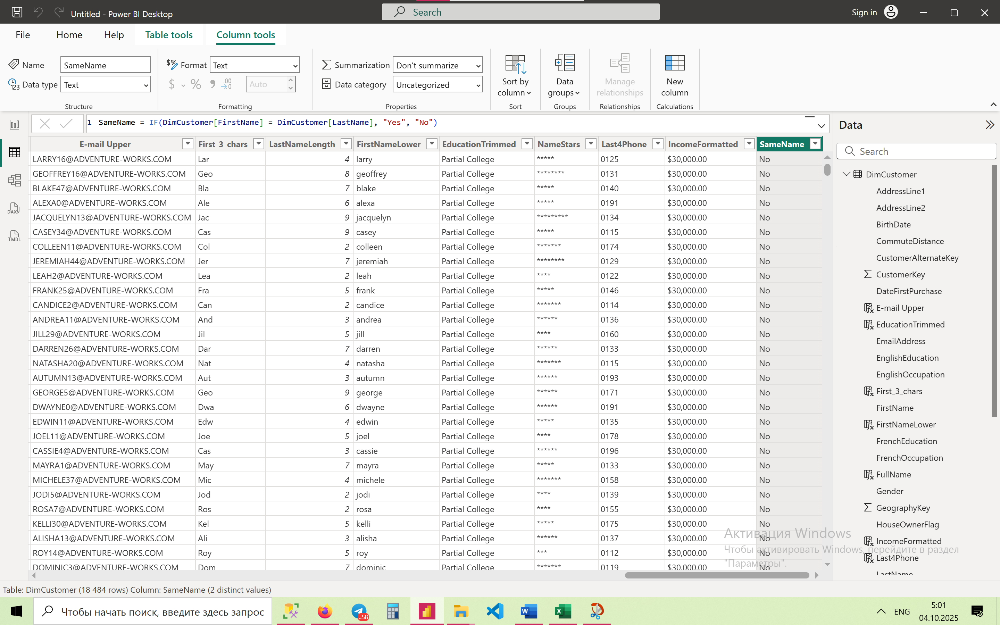 Untitled - Power BI Desktop
Search
Sign in
File Home Help Table tools Column tools
Name SameName
Data type Text
Structure
Format Text
$ % Auto
Formatting
Summarization Don't summarize
Data category Uncategorized
Properties
Sort by column
Sort
Data groups
Groups
Manage relationships
Relationships
New column
Calculations
1 SameName = IF(DimCustomer[FirstName] = DimCustomer[LastName], "Yes", "No")
E-mail Upper First_3_chars LastNameLength FirstNameLower EducationTrimmed NameStars Last4Phone IncomeFormatted SameName
LARRY16@ADVENTURE-WORKS.COM Lar 4 larry Partial College ***** 0125 $30,000.00 No
GEOFFREY16@ADVENTURE-WORKS.COM Geo 8 geoffrey Partial College ******** 0131 $30,000.00 No
BLAKE47@ADVENTURE-WORKS.COM Bla 7 blake Partial College ***** 0140 $30,000.00 No
ALEXA0@ADVENTURE-WORKS.COM Ale 6 alexa Partial College ***** 0191 $30,000.00 No
JACQUELYN13@ADVENTURE-WORKS.COM Jac 9 jacquelyn Partial College ********* 0134 $30,000.00 No
CASEY34@ADVENTURE-WORKS.COM Cas 9 casey Partial College ***** 0115 $30,000.00 No
COLLEEN11@ADVENTURE-WORKS.COM Col 2 colleen Partial College ******* 0174 $30,000.00 No
JEREMIAH44@ADVENTURE-WORKS.COM Jer 7 jeremiah Partial College ******** 0129 $30,000.00 No
LEAH2@ADVENTURE-WORKS.COM Lea 2 leah Partial College **** 0122 $30,000.00 No
FRANK25@ADVENTURE-WORKS.COM Fra 5 frank Partial College ***** 0146 $30,000.00 No
CANDICE2@ADVENTURE-WORKS.COM Can 2 candice Partial College ******* 0114 $30,000.00 No
ANDREA11@ADVENTURE-WORKS.COM And 3 andrea Partial College ****** 0136 $30,000.00 No
JILL29@ADVENTURE-WORKS.COM Jil 5 jill Partial College **** 0160 $30,000.00 No
DARREN26@ADVENTURE-WORKS.COM Dar 7 darren Partial College ****** 0133 $30,000.00 No
NATASHA20@ADVENTURE-WORKS.COM Nat 4 natasha Partial College ******* 0115 $30,000.00 No
AUTUMN13@ADVENTURE-WORKS.COM Aut 3 autumn Partial College ****** 0193 $30,000.00 No
GEORGE5@ADVENTURE-WORKS.COM Geo 9 george Partial College ****** 0171 $30,000.00 No
DWAYNE0@ADVENTURE-WORKS.COM Dwa 6 dwayne Partial College ****** 0191 $30,000.00 No
EDWIN11@ADVENTURE-WORKS.COM Edw 4 edwin Partial College ***** 0135 $30,000.00 No
JOEL11@ADVENTURE-WORKS.COM Joe 5 joel Partial College **** 0178 $30,000.00 No
CASSIE4@ADVENTURE-WORKS.COM Cas 3 cassie Partial College ****** 0196 $30,000.00 No
MAYRA1@ADVENTURE-WORKS.COM May 7 mayra Partial College ***** 0133 $30,000.00 No
MICHELE37@ADVENTURE-WORKS.COM Mic 4 michele Partial College ******* 0158 $30,000.00 No
JODI5@ADVENTURE-WORKS.COM Jod 2 jodi Partial College **** 0139 $30,000.00 No
ROSA7@ADVENTURE-WORKS.COM Ros 2 rosa Partial College **** 0155 $30,000.00 No
KELLI30@ADVENTURE-WORKS.COM Kel 5 kelli Partial College ***** 0175 $30,000.00 No
ALISHA13@ADVENTURE-WORKS.COM Ali 3 alisha Partial College ****** 0137 $30,000.00 No
ROY14@ADVENTURE-WORKS.COM Roy 5 roy Partial College *** 0112 $30,000.00 No
DOMINIC3@ADVENTURE-WORKS.COM Dom 7 dominic Partial College ******* 0119 $30,000.00 No
DAX
TMDL
Data
Search
DimCustomer
AddressLine1
AddressLine2
BirthDate
CommuteDistance
CustomerAlternateKey
CustomerKey
DateFirstPurchase
E-mail Upper
EducationTrimmed
EmailAddress
EnglishEducation
EnglishOccupation
First_3_chars
FirstName
FirstNameLower
FrenchEducation
FrenchOccupation
FullName
Gender
GeographyKey
HouseOwnerFlag
IncomeFormatted
Last4Phone
LastName
Активация Windows
Чтобы активировать Windows, перейдите в раздел
"Параметры".
Table: DimCustomer (18 484 rows) Column: SameName (2 distinct values)
Чтобы начать поиск, введите здесь запрос
..58
ENG
5:01
04.10.2025